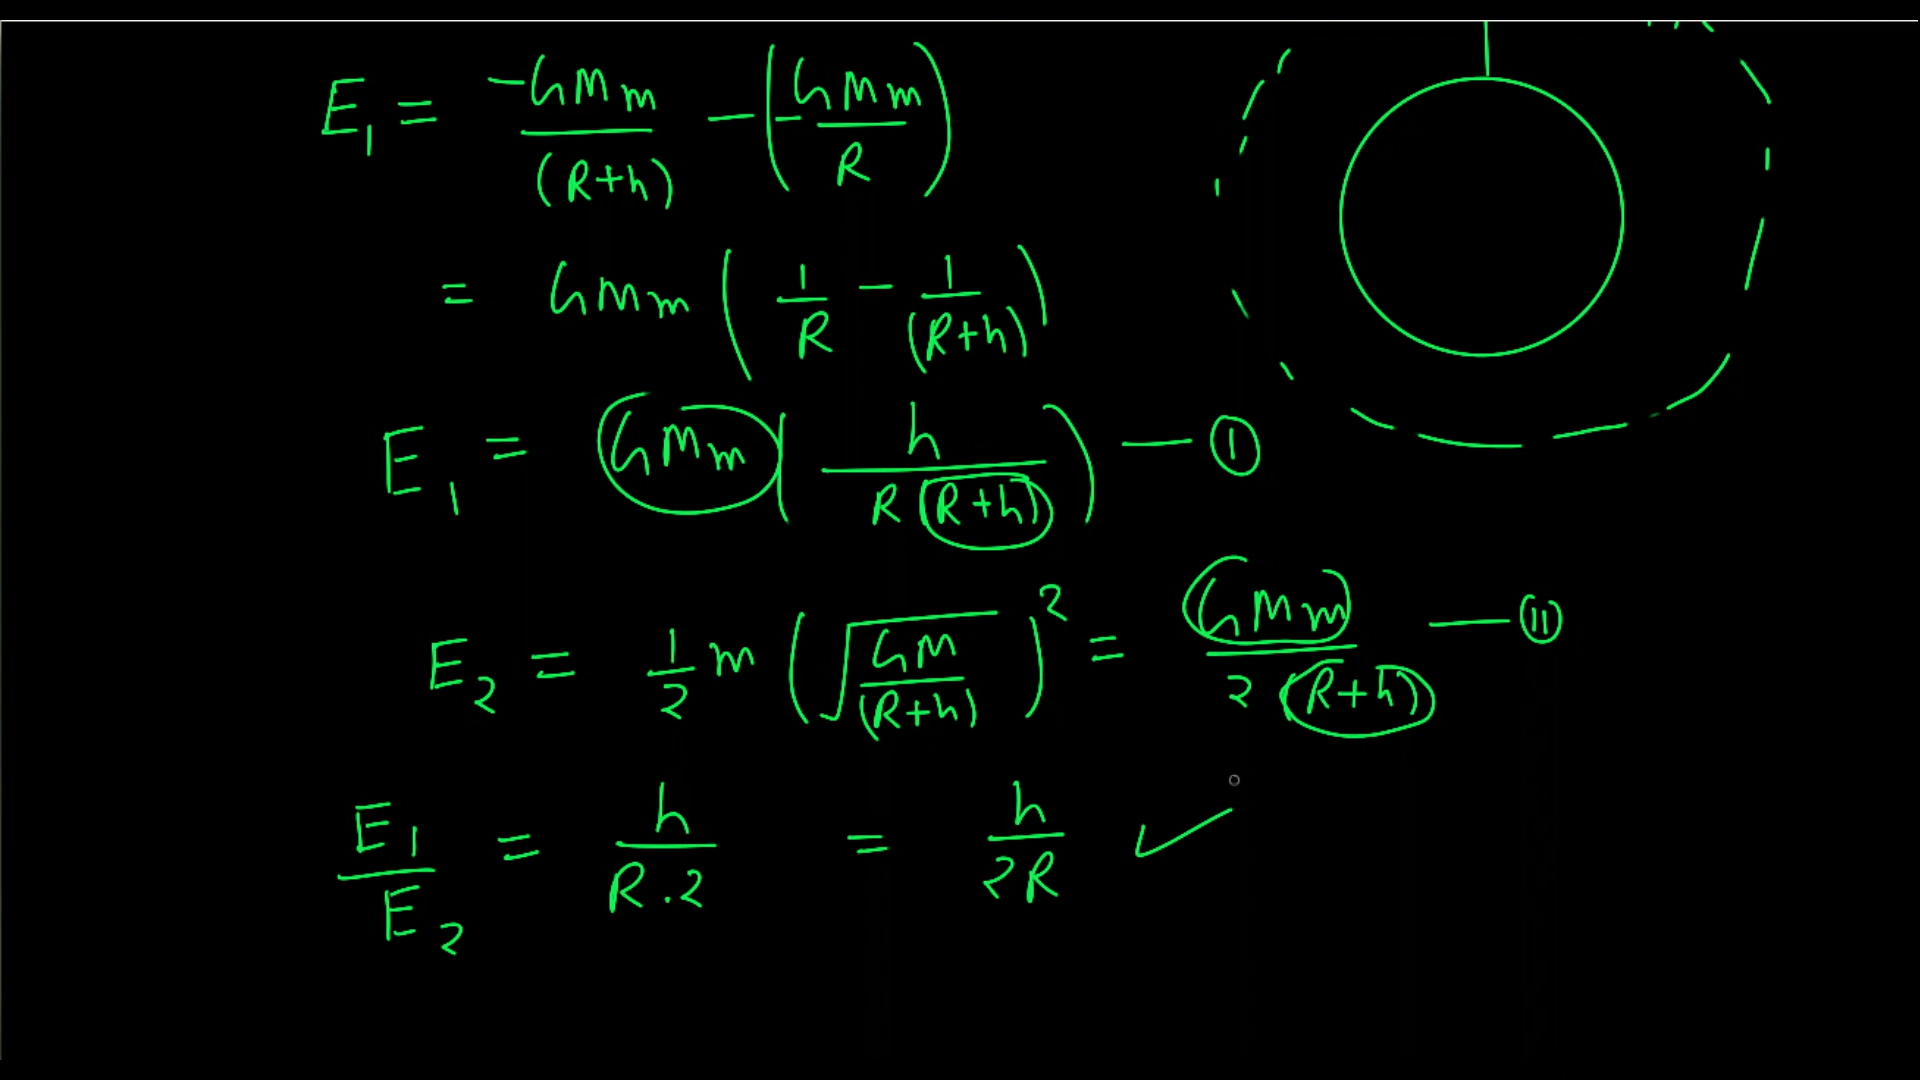 E₁ = -GMm/(R+h) - (-GMm/R)
= GMm (1/R - 1/(R+h))
E₁ = GMm (h/R(R+h)) — ①
E₂ = 1/2 m (√(GM/(R+h)))² = GMm/2(R+h) — ⑪
E₁/E₂ = h/R.2 = h/2R ✓